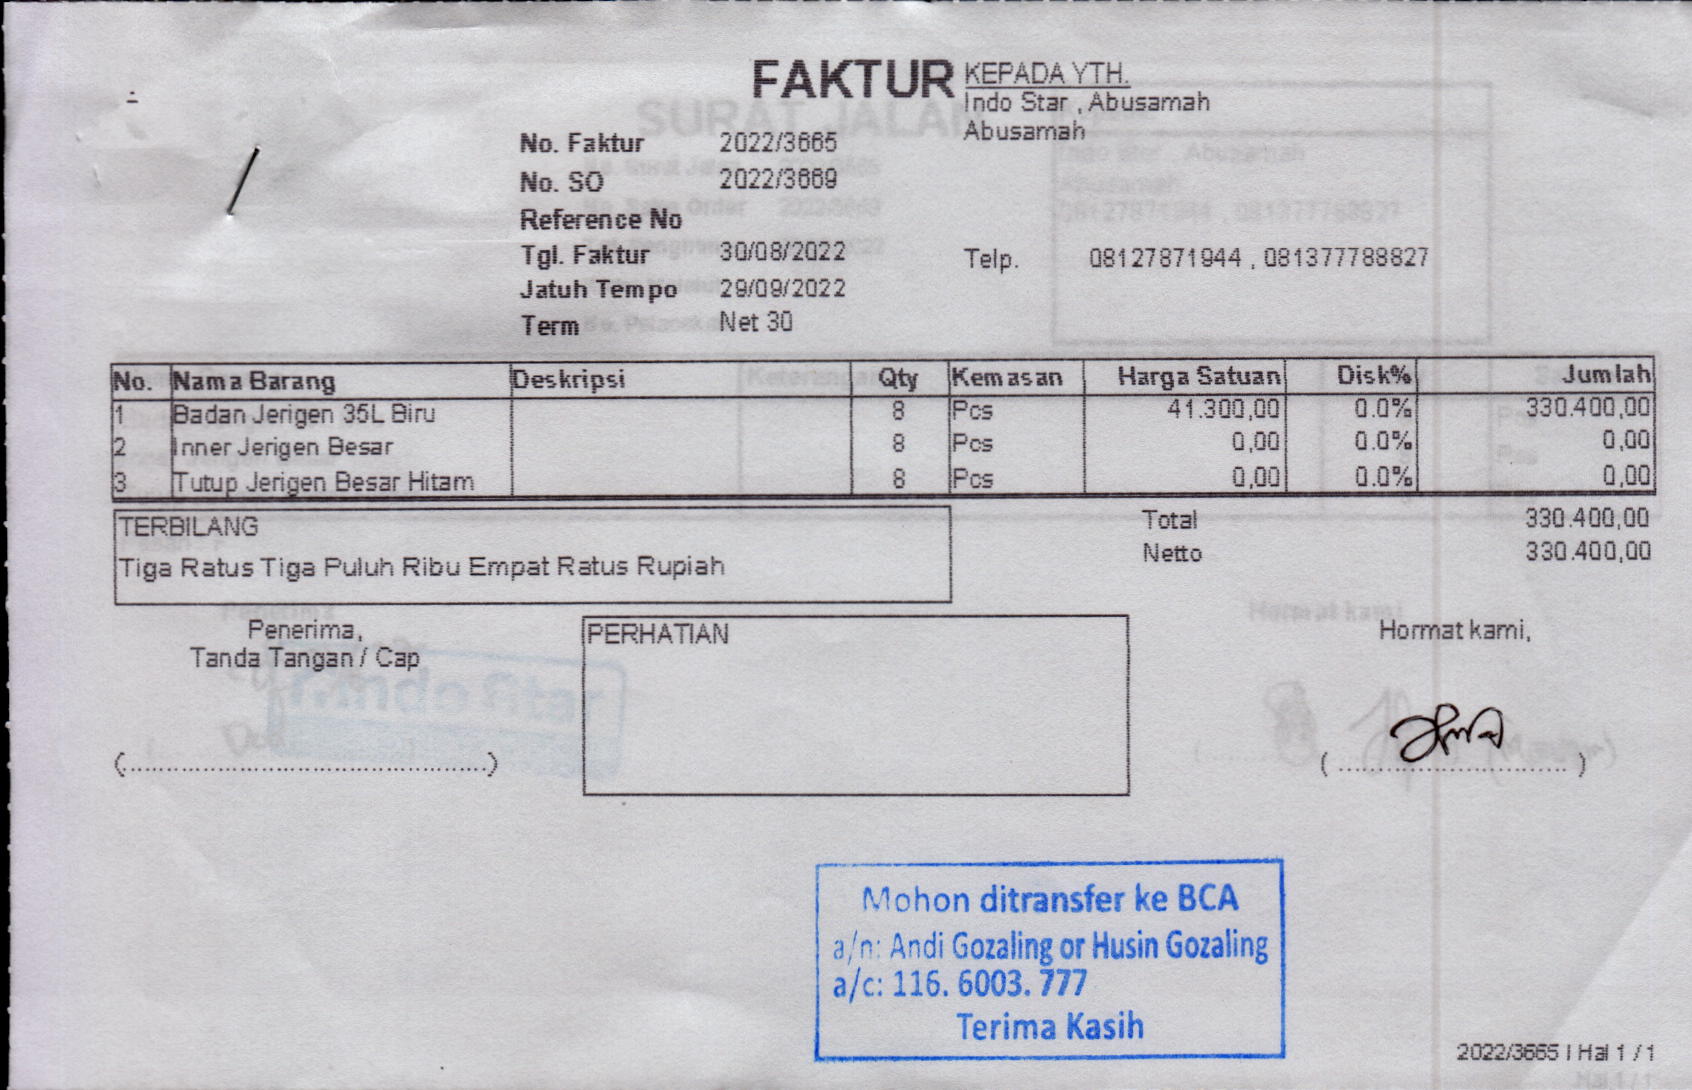 FAKTUR
KEPADA YTH.
Indo Star , Abusamah
Abusamah
No. Faktur 2022/3665
No. SO 2022/3669
Reference No
Tgl. Faktur 30/08/2022
Telp. 08127871944 , 081377788827
Jatuh Tempo 29/09/2022
Term Net 30
No. Nama Barang Deskripsi Qty Kemasan Harga Satuan Disk% Jumlah
1 Badan Jerigen 35L Biru 8 Pcs 41.300,00 0.0% 330.400,00
2 Inner Jerigen Besar 8 Pcs 0,00 0.0% 0,00
3 Tutup Jerigen Besar Hitam 8 Pcs 0,00 0.0% 0,00
TERBILANG
Tiga Ratus Tiga Puluh Ribu Empat Ratus Rupiah
Total 330.400,00
Netto 330.400,00
Penerima,
Tanda Tangan / Cap
PERHATIAN
Hormat kami,
(..............................................)
( .............................. )
Mohon ditransfer ke BCA
a/n: Andi Gozaling or Husin Gozaling
a/c: 116. 6003. 777
Terima Kasih
2022/3665 | Hal 1 / 1